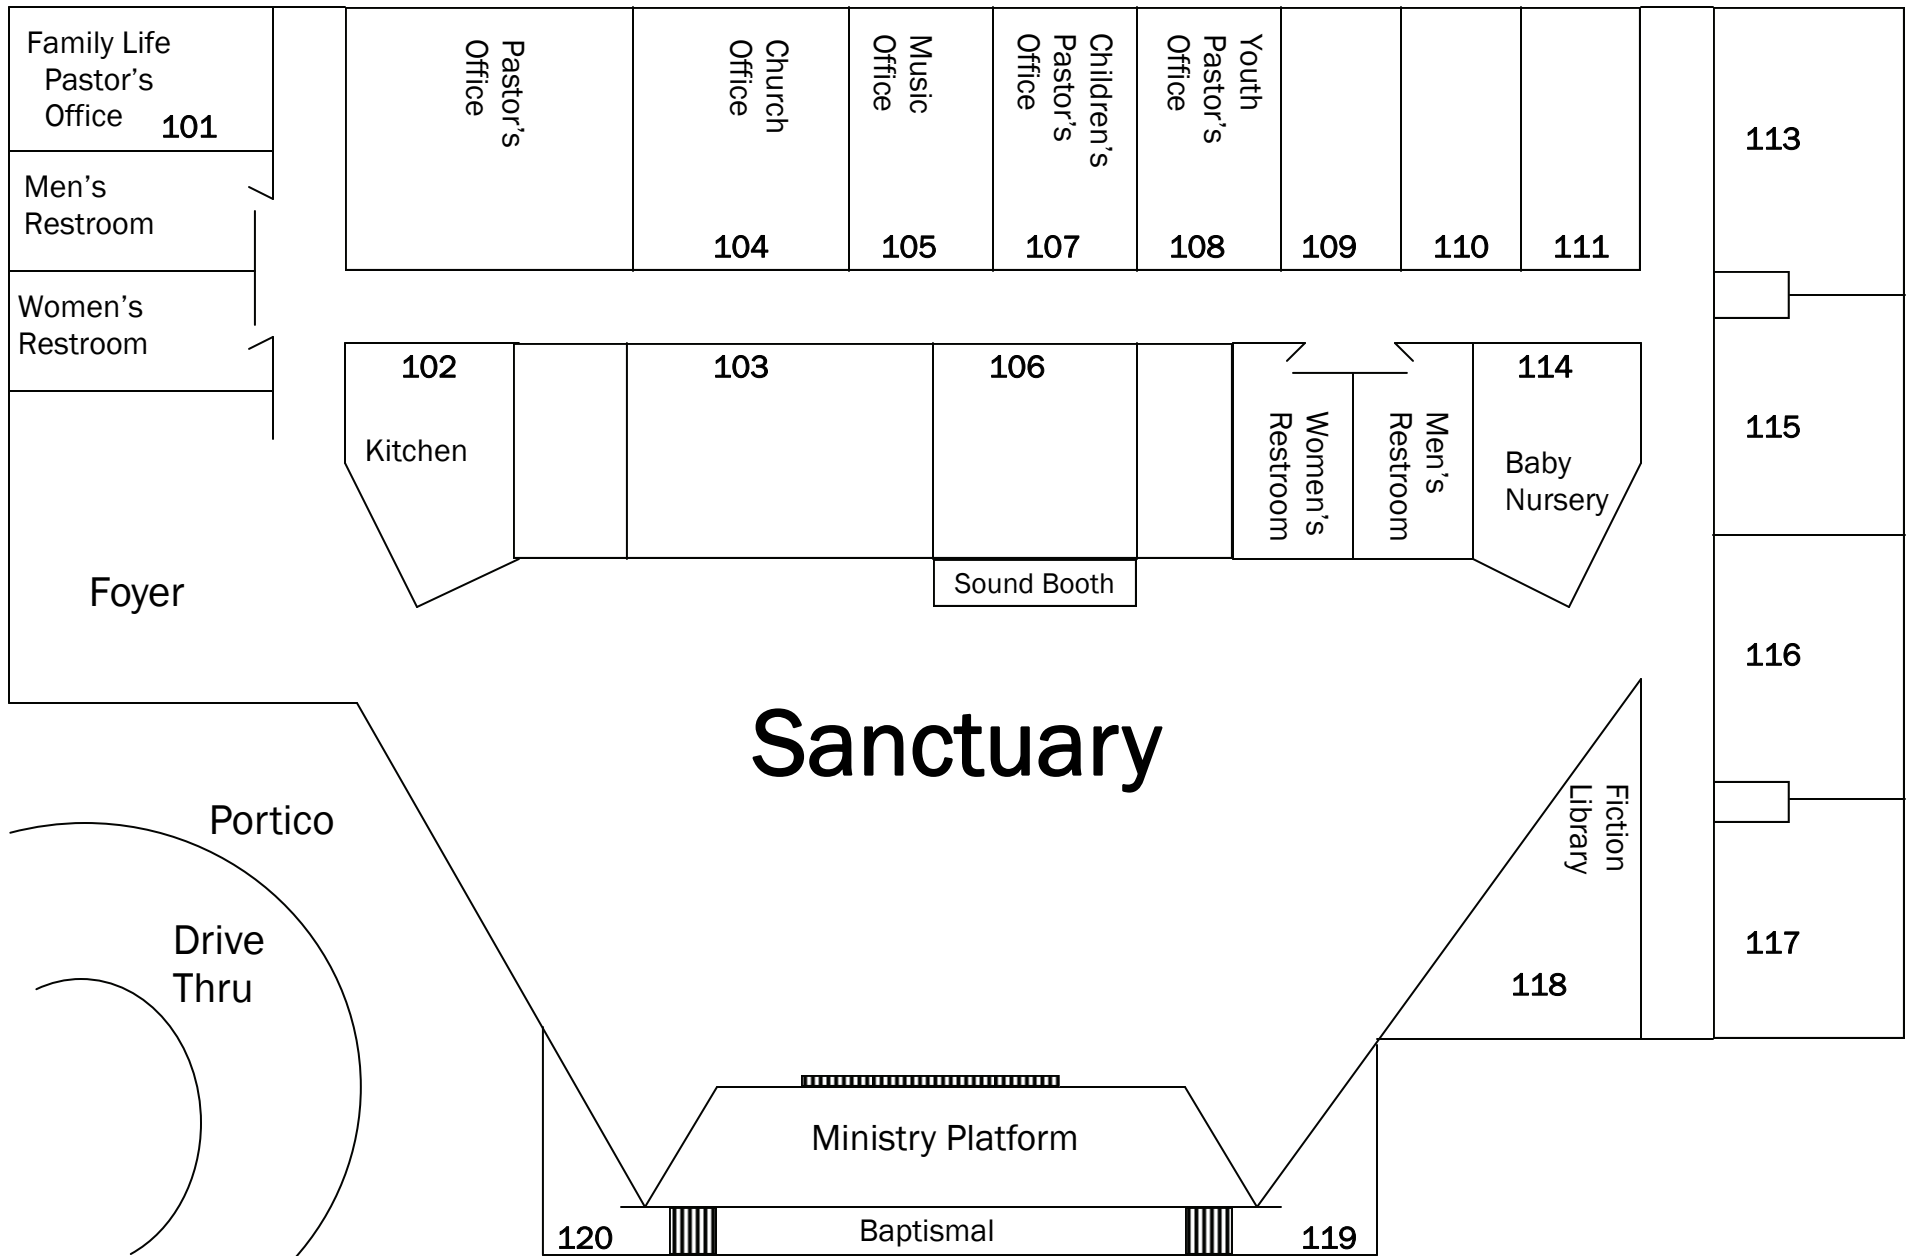 Family Life
Pastor's
Office
101
Men's
Restroom
Women's
Restroom
Pastor's
Office
Church
Office
104
Music
Office
105
Children's
Pastor's
Office
107
Youth
Pastor's
Office
108
109
110
111
113
102
Kitchen
103
106
Sound Booth
Women's
Restroom
Men's
Restroom
114
Baby
Nursery
115
Foyer
116
Sanctuary
Portico
Drive
Thru
Fiction
Library
118
117
Ministry Platform
120
Baptismal
119